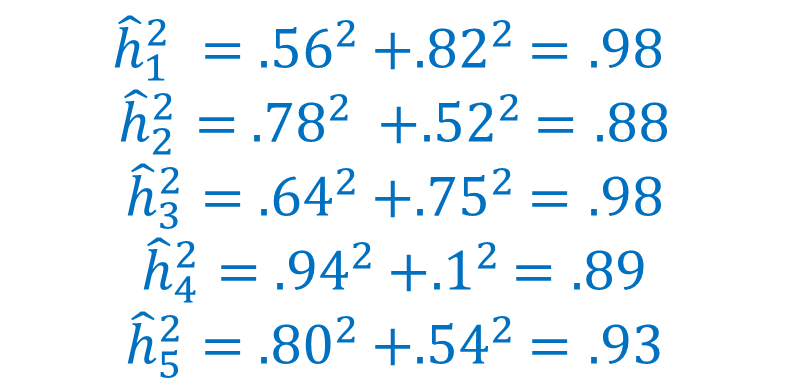 ĥ₁² = .56² +.82² = .98
ĥ₂² = .78² +.52² = .88
ĥ₃² = .64² +.75² = .98
ĥ₄² = .94² +.1² = .89
ĥ₅² = .80² +.54² = .93